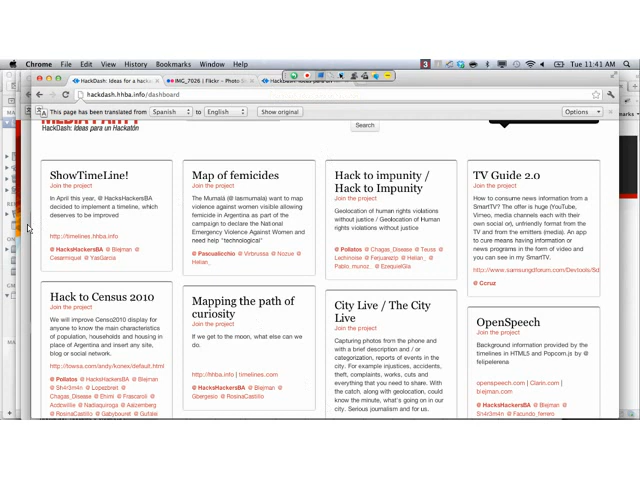 Chrome File Edit View History Bookmarks Window Help
3
Tue 11:41 AM
HackDash: Ideas for a hacka
IMG_7026 | Flickr - Photo S
hackdash.hhba.info/dashboard
This page has been translated from Spanish to English Show original Options
MEDIA PARTY
HackDash: Ideas para un Hackatón
Search
ShowTimeLine!
Join the project
In April this year, @ HacksHackersBA
decided to implement a timeline, which
deserves to be improved
http://timelines.hhba.info
@ HacksHackersBA @ Blejman @
Cesmiquel @ YasGarcia
Map of femicides
Join the project
The Mumalá (@ lasmumala) want to map
violence against women visible allowing
femicide in Argentina as part of the
campaign to declare the National
Emergency Violence Against Women and
need help "technological"
@ Pascualicchio @ Virbrussa @ Nozux @
Helian_
Hack to impunity /
Hack to Impunity
Join the project
Geolocation of human rights violations
without justice / Geolocation of Human
rights violations without justice
@ Pollatos @ Chagas_Disease @ Teuss @
Lechinoise @ Ferjuanzip @ Helian_ @
Pablo_munoz_ @ EzequielGla
TV Guide 2.0
Join the project
How to consume news information from a
SmartTV? The offer is huge (YouTube,
Vimeo, media channels each with their
own social or), unfriendly format from the
TV and from the emitters (media). An app
to cure means having information or
news programs in the form of video and
you can see in my SmartTV.
http://www.samsungdforum.com/Devtools/Sd
@ Gcruz
Hack to Census 2010
Join the project
We will improve Censo2010 display for
anyone to know the main characteristics
of population, households and housing in
place of Argentina and insert any site,
blog or social network.
http://towsa.com/andy/konex/default.html
@ Pollatos @ HacksHackersBA @ Blejman
@ Sh4r3m4n @ Lopezbrett @
Chagas_Disease @ Ehimi @ Frascaroli @
@ Nadiaquiroga @ Aaizemberg
@ RosinaCastillo @ Gabybouret @ Gufalei
Mapping the path of
curiosity
Join the project
If we get to the moon, what else can we
do.
http://hhba.info | timelines.com
@ HacksHackersBA @ Blejman @
Gbergesio @ RosinaCastillo
City Live / The City
Live
Join the project
Capturing photos from the phone and
with a brief description and / or
categorization, reports of events in the
city. For example injustices, accidents,
thefts, complaints, works, cuts and
everything that you need to share. With
the catch, along with geolocation, could
know the minute, what's going on in our
city. Serious journalism and for us.
OpenSpeech
Join the project
Background information provided by the
timelines in HTML5 and Popcorn.js by @
felipelerena
openspeech.com | Clarin.com |
blejman.com
@ HacksHackersBA @ Blejman @
Sh4r3m4n @ Facundo_ferrero